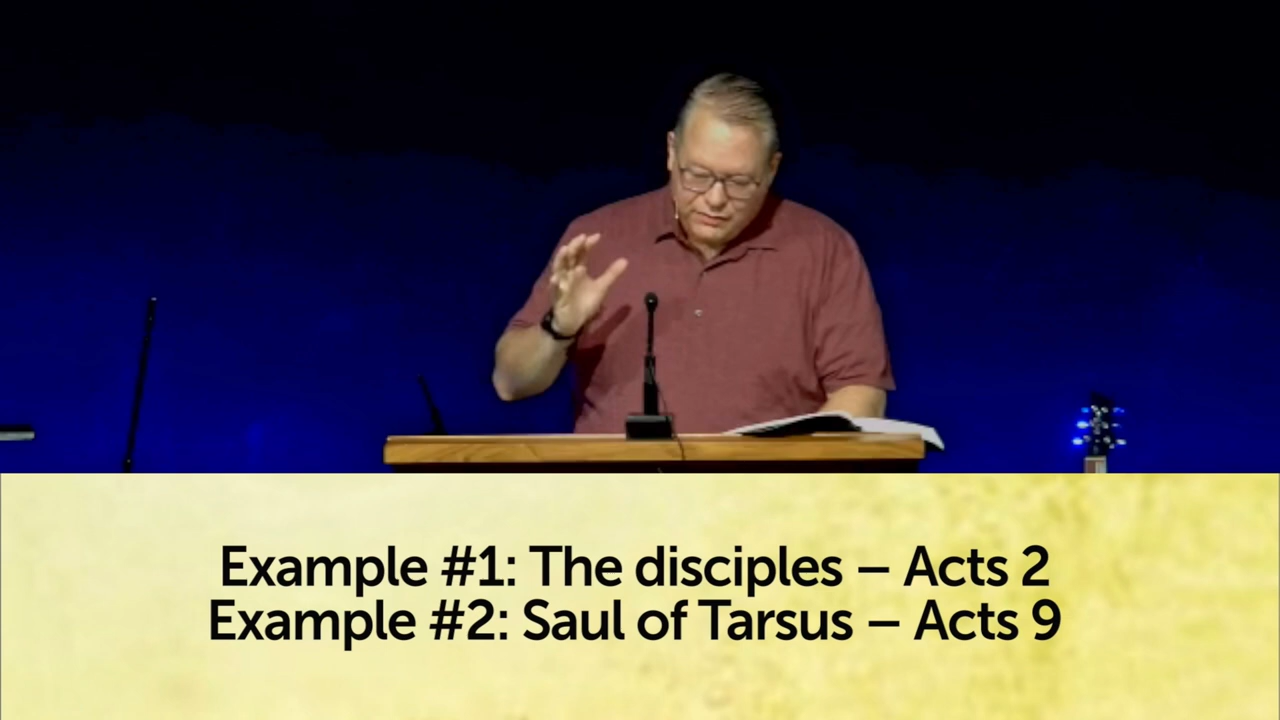 Example #1: The disciples – Acts 2
Example #2: Saul of Tarsus – Acts 9